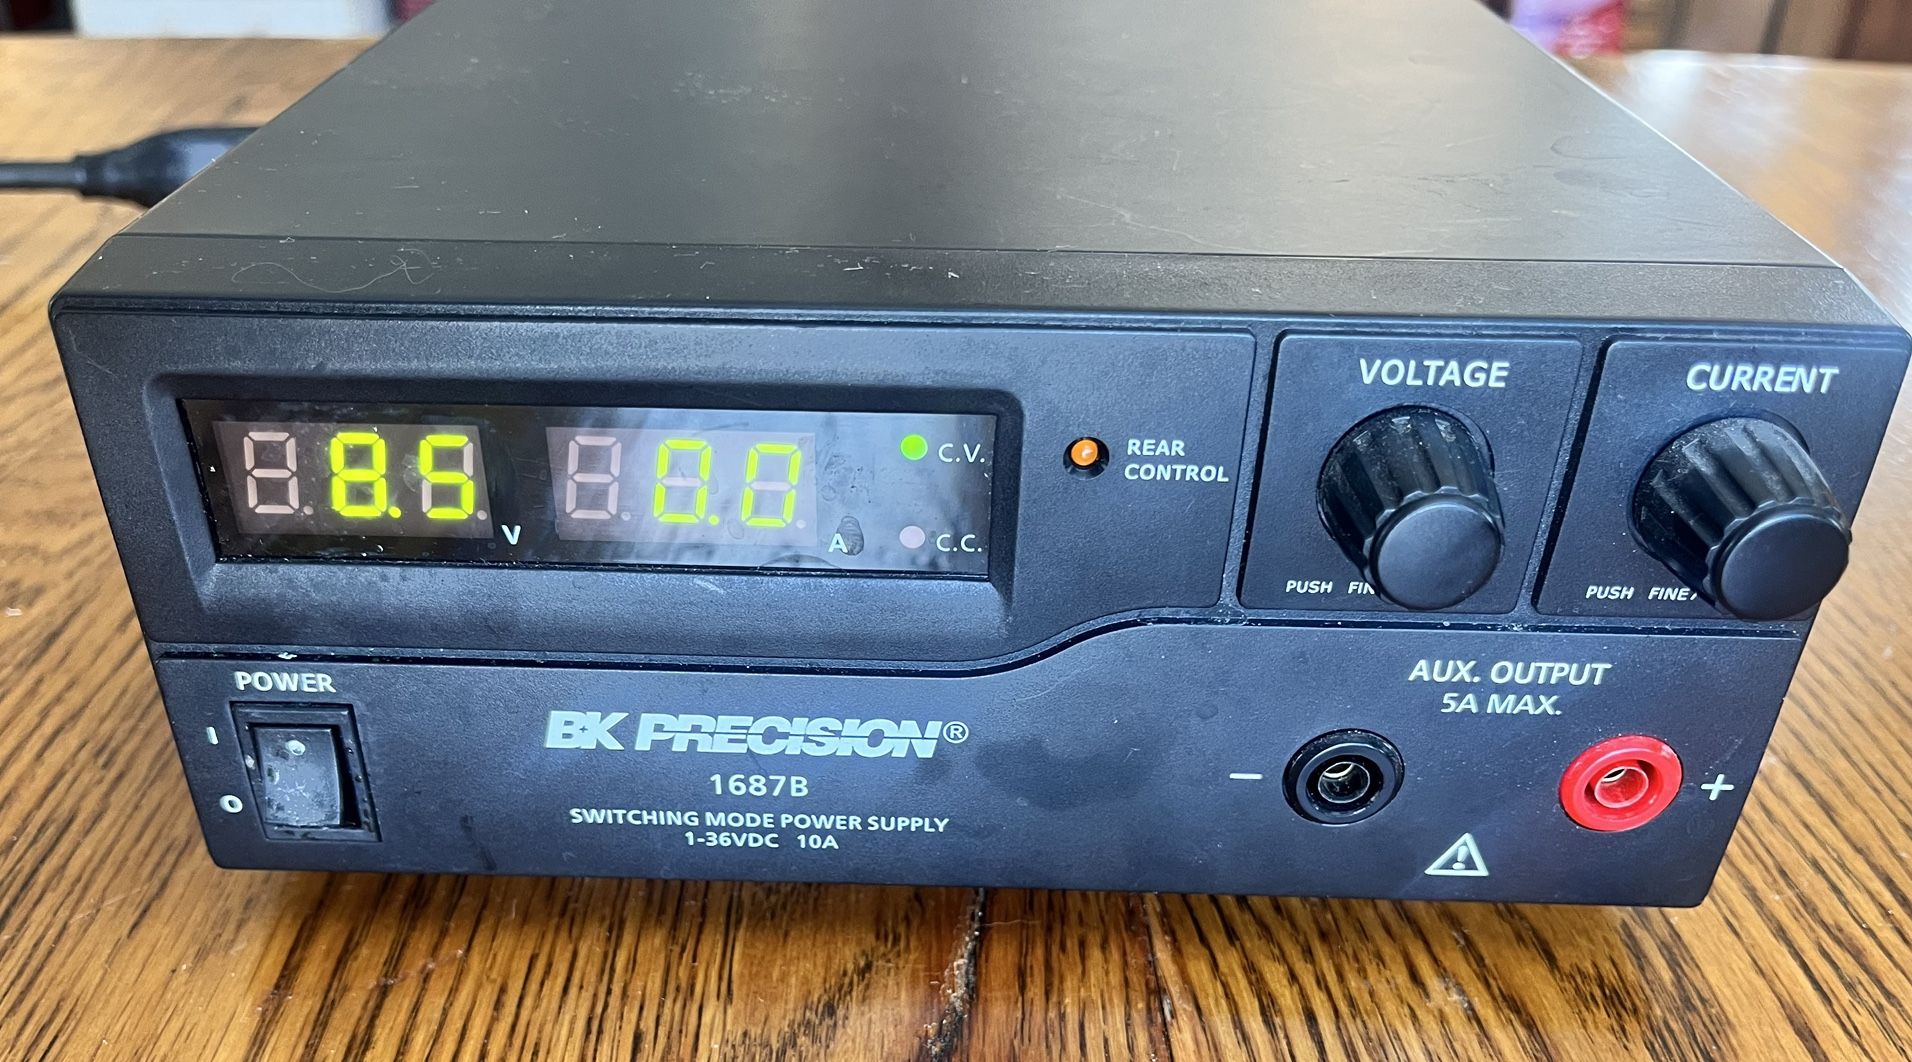 8.5 V
0.0 A
C.V.
C.C.
REAR
CONTROL
VOLTAGE
PUSH
CURRENT
PUSH FINE
POWER
I
O
BK PRECISION®
1687B
SWITCHING MODE POWER SUPPLY
1-36VDC 10A
AUX. OUTPUT
5A MAX.
- +